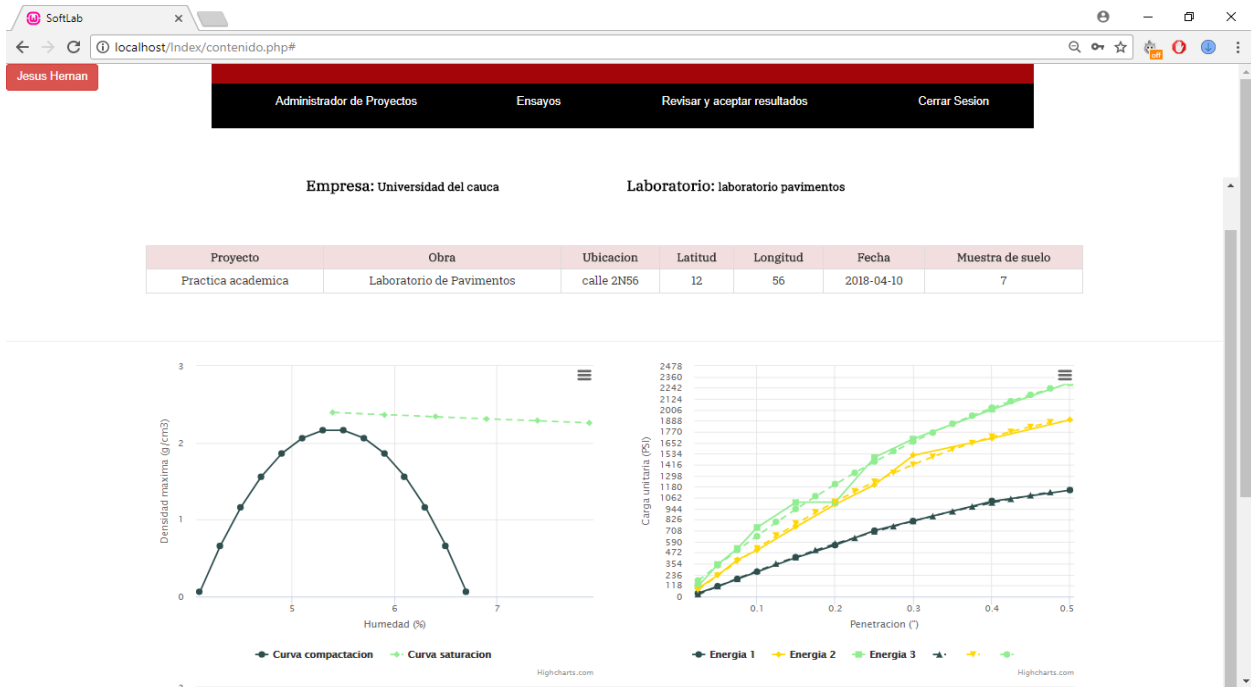 SoftLab
localhost/Index/contenido.php#
off
Jesus Hernan
Administrador de Proyectos Ensayos Revisar y aceptar resultados Cerrar Sesion
Empresa: Universidad del cauca Laboratorio: laboratorio pavimentos
Proyecto Obra Ubicacion Latitud Longitud Fecha Muestra de suelo
Practica academica Laboratorio de Pavimentos calle 2N56 12 56 2018-04-10 7
Densidad maxima (g/cm3)
3
2
1
0
5 6 7
Humedad (%)
Curva compactacion Curva saturacion
Highcharts.com
Carga unitaria (PSI)
2478
2360
2242
2124
2006
1888
1770
1652
1534
1416
1298
1180
1062
944
826
708
590
472
354
236
118
0
0.1 0.2 0.3 0.4 0.5
Penetracion (")
Energia 1 Energia 2 Energia 3
Highcharts.com